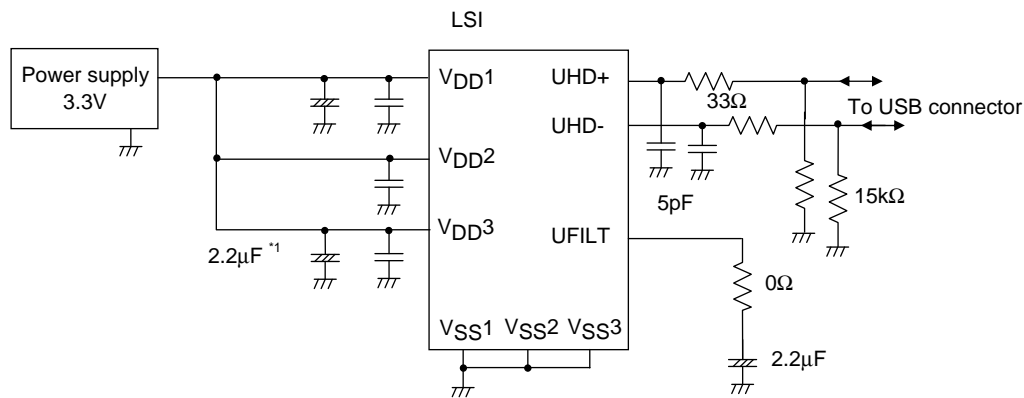 LSI
Power supply
3.3V
VDD1
UHD+
33Ω
To USB connector
UHD-
VDD2
5pF
15kΩ
VDD3
2.2μF *1
UFILT
0Ω
VSS1 VSS2 VSS3
2.2μF